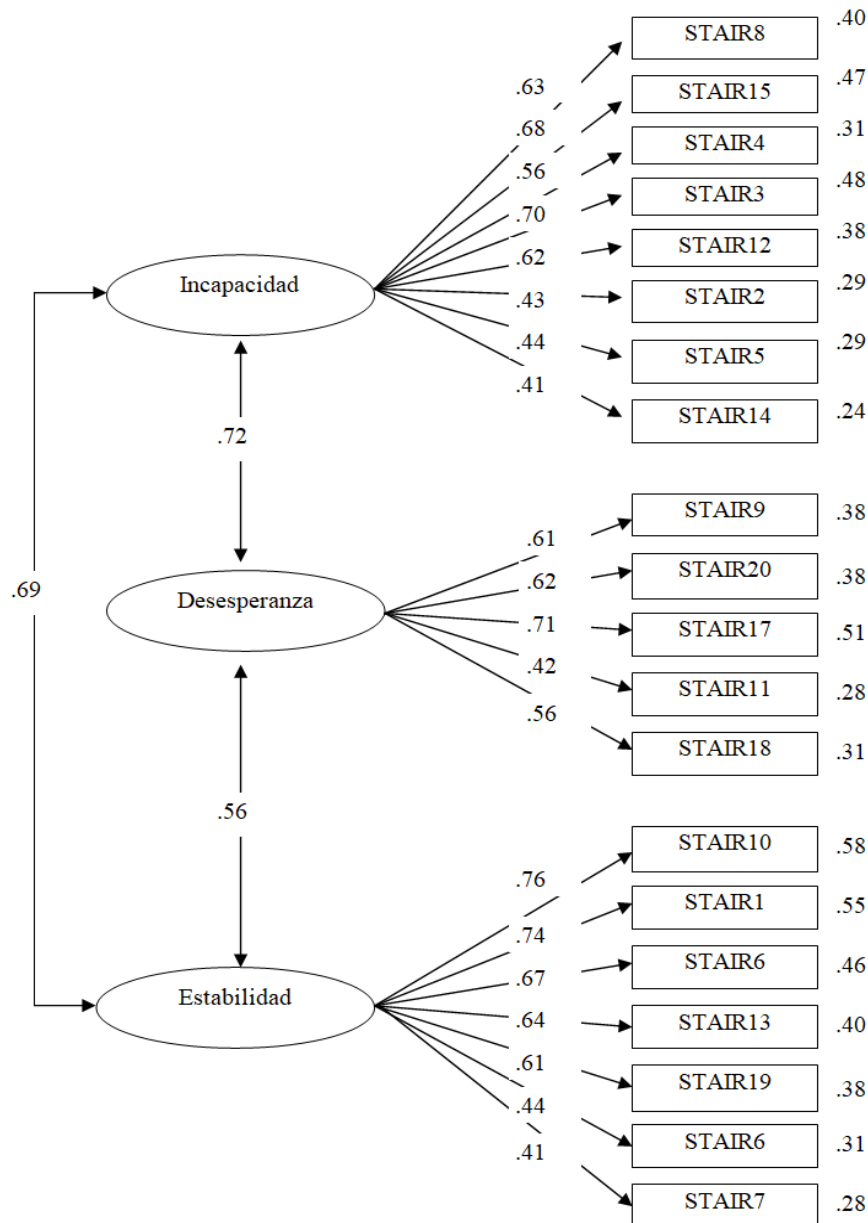 .40
STAIR8
.47
.63
STAIR15
.68
.31
STAIR4
.56
.48
STAIR3
.70
.38
STAIR12
.62
.29
Incapacidad
STAIR2
.43
.29
STAIR5
.44
.41
STAIR14
.24
.72
STAIR9
.38
.61
STAIR20
.38
.62
.69
Desesperanza
.71
STAIR17
.51
.42
STAIR11
.28
.56
STAIR18
.31
.56
STAIR10
.58
.76
STAIR1
.55
.74
STAIR6
.46
.67
Estabilidad
.64
STAIR13
.40
.61
STAIR19
.38
.44
STAIR6
.31
.41
STAIR7
.28